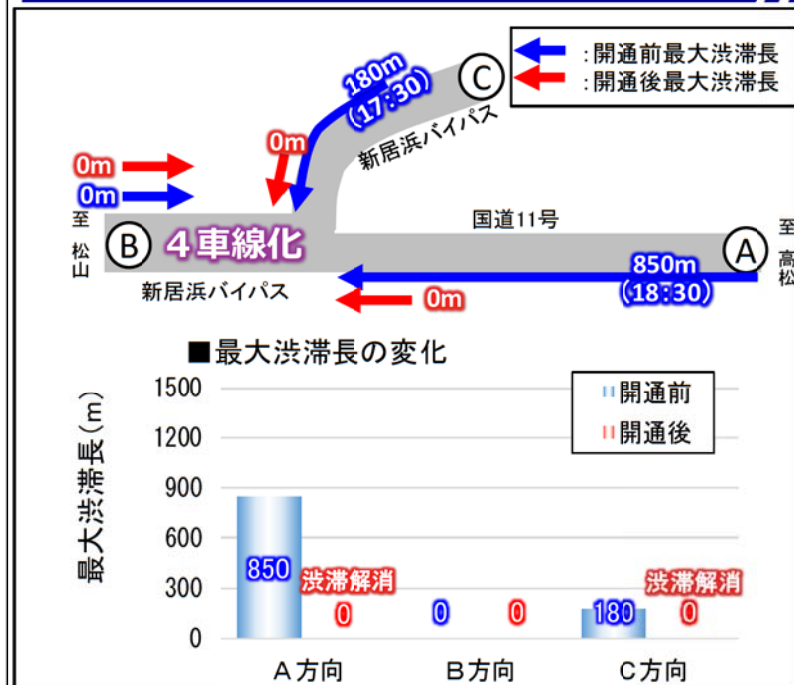 :開通前最大渋滞長
:開通後最大渋滞長
C
180m
(17:30)
0m
新居浜バイパス
0m
0m
至 松山
B
4車線化
新居浜バイパス
国道11号
A
至 高松
850m
(18:30)
0m
■最大渋滞長の変化
最大渋滞長(m)
1500
1200
900
600
300
0
開通前
開通後
850
渋滞解消
0
0
0
180
渋滞解消
0
A方向
B方向
C方向